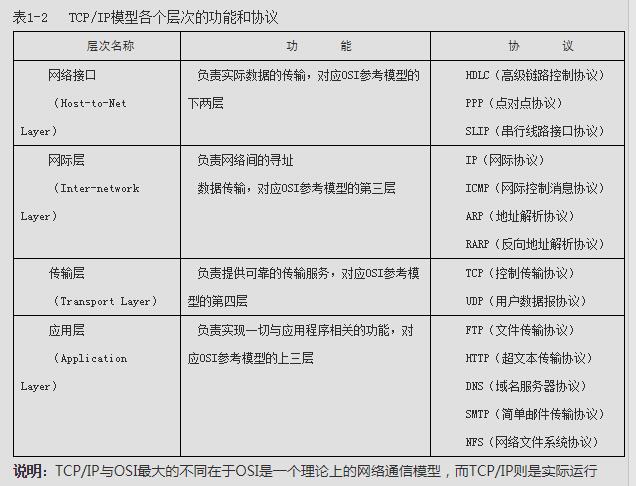 表1-2 TCP/IP模型各个层次的功能和协议
层次名称 功 能 协 议
网络接口
（Host-to-Net
Layer）
负责实际数据的传输，对应OSI参考模型的
下两层
HDLC（高级链路控制协议）
PPP（点对点协议）
SLIP（串行线路接口协议）
网际层
（Inter-network
Layer）
负责网络间的寻址
数据传输，对应OSI参考模型的第三层
IP（网际协议）
ICMP（网际控制消息协议）
ARP（地址解析协议）
RARP（反向地址解析协议）
传输层
（Transport Layer）
负责提供可靠的传输服务，对应OSI参考模
型的第四层
TCP（控制传输协议）
UDP（用户数据报协议）
应用层
（Application
Layer）
负责实现一切与应用程序相关的功能，对
应OSI参考模型的上三层
FTP（文件传输协议）
HTTP（超文本传输协议）
DNS（域名服务器协议）
SMTP（简单邮件传输协议）
NFS（网络文件系统协议）
说明：TCP/IP与OSI最大的不同在于OSI是一个理论上的网络通信模型，而TCP/IP则是实际运行